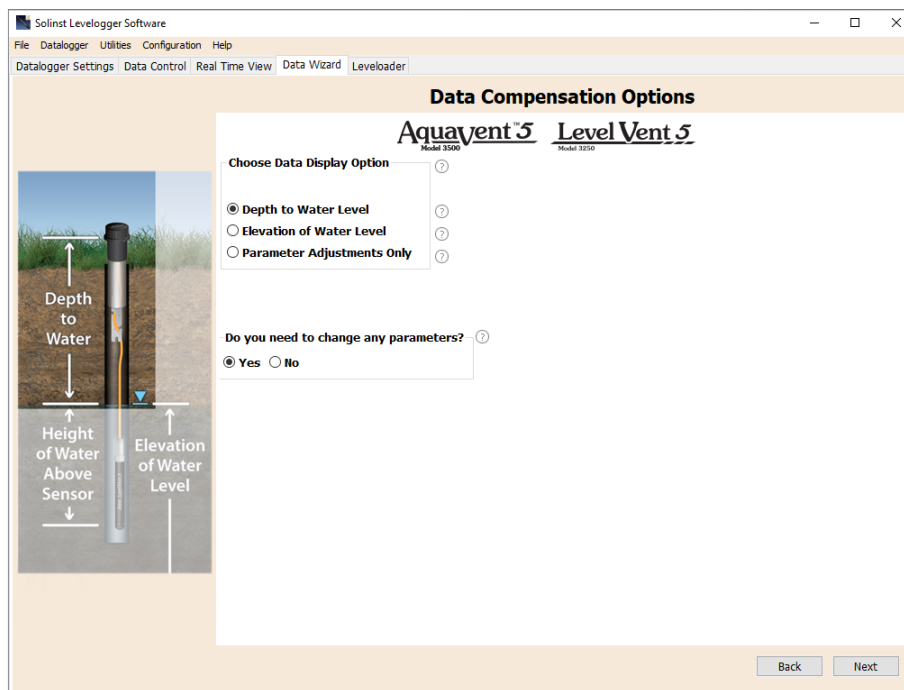 Solinst Levelogger Software
File Datalogger Utilities Configuration Help
Datalogger Settings Data Control Real Time View Data Wizard Leveloader
Data Compensation Options
Aquavent™5 LevelVent 5
Model 3500 Model 3250
Choose Data Display Option ?
Depth to Water Level ?
Elevation of Water Level ?
Parameter Adjustments Only ?
Depth
to
Water
Height
of Water
Above
Sensor
Elevation
of Water
Level
Do you need to change any parameters? ?
Yes No
Back Next